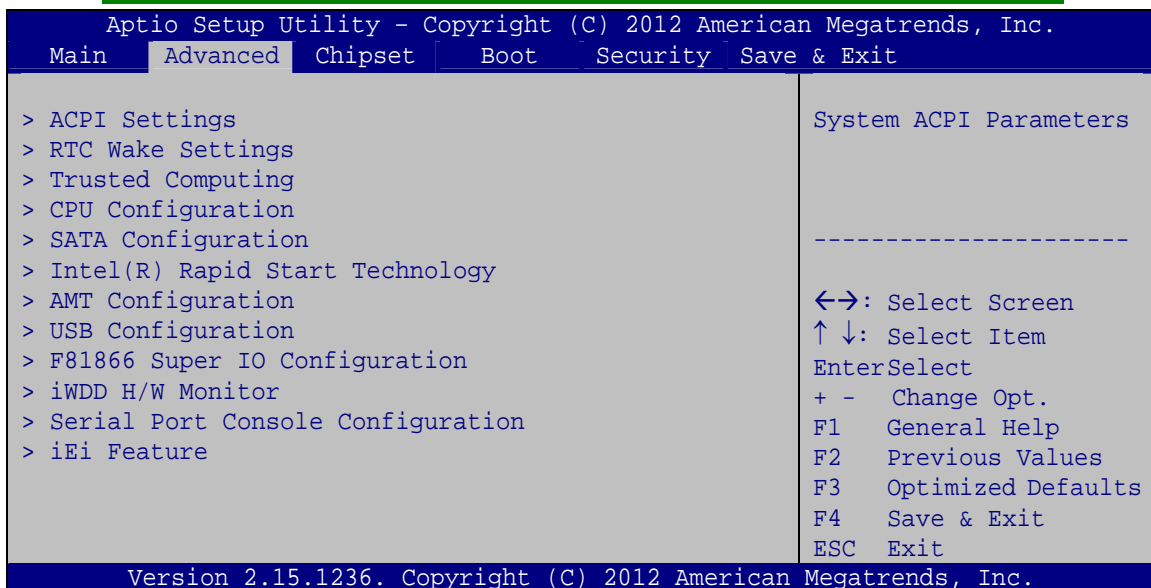 Aptio Setup Utility – Copyright (C) 2012 American Megatrends, Inc.
Main Advanced Chipset Boot Security Save & Exit
> ACPI Settings
> RTC Wake Settings
> Trusted Computing
> CPU Configuration
> SATA Configuration
> Intel(R) Rapid Start Technology
> AMT Configuration
> USB Configuration
> F81866 Super IO Configuration
> iWDD H/W Monitor
> Serial Port Console Configuration
> iEi Feature
System ACPI Parameters
----------------------
←→: Select Screen
↑ ↓: Select Item
EnterSelect
+ - Change Opt.
F1 General Help
F2 Previous Values
F3 Optimized Defaults
F4 Save & Exit
ESC Exit
Version 2.15.1236. Copyright (C) 2012 American Megatrends, Inc.